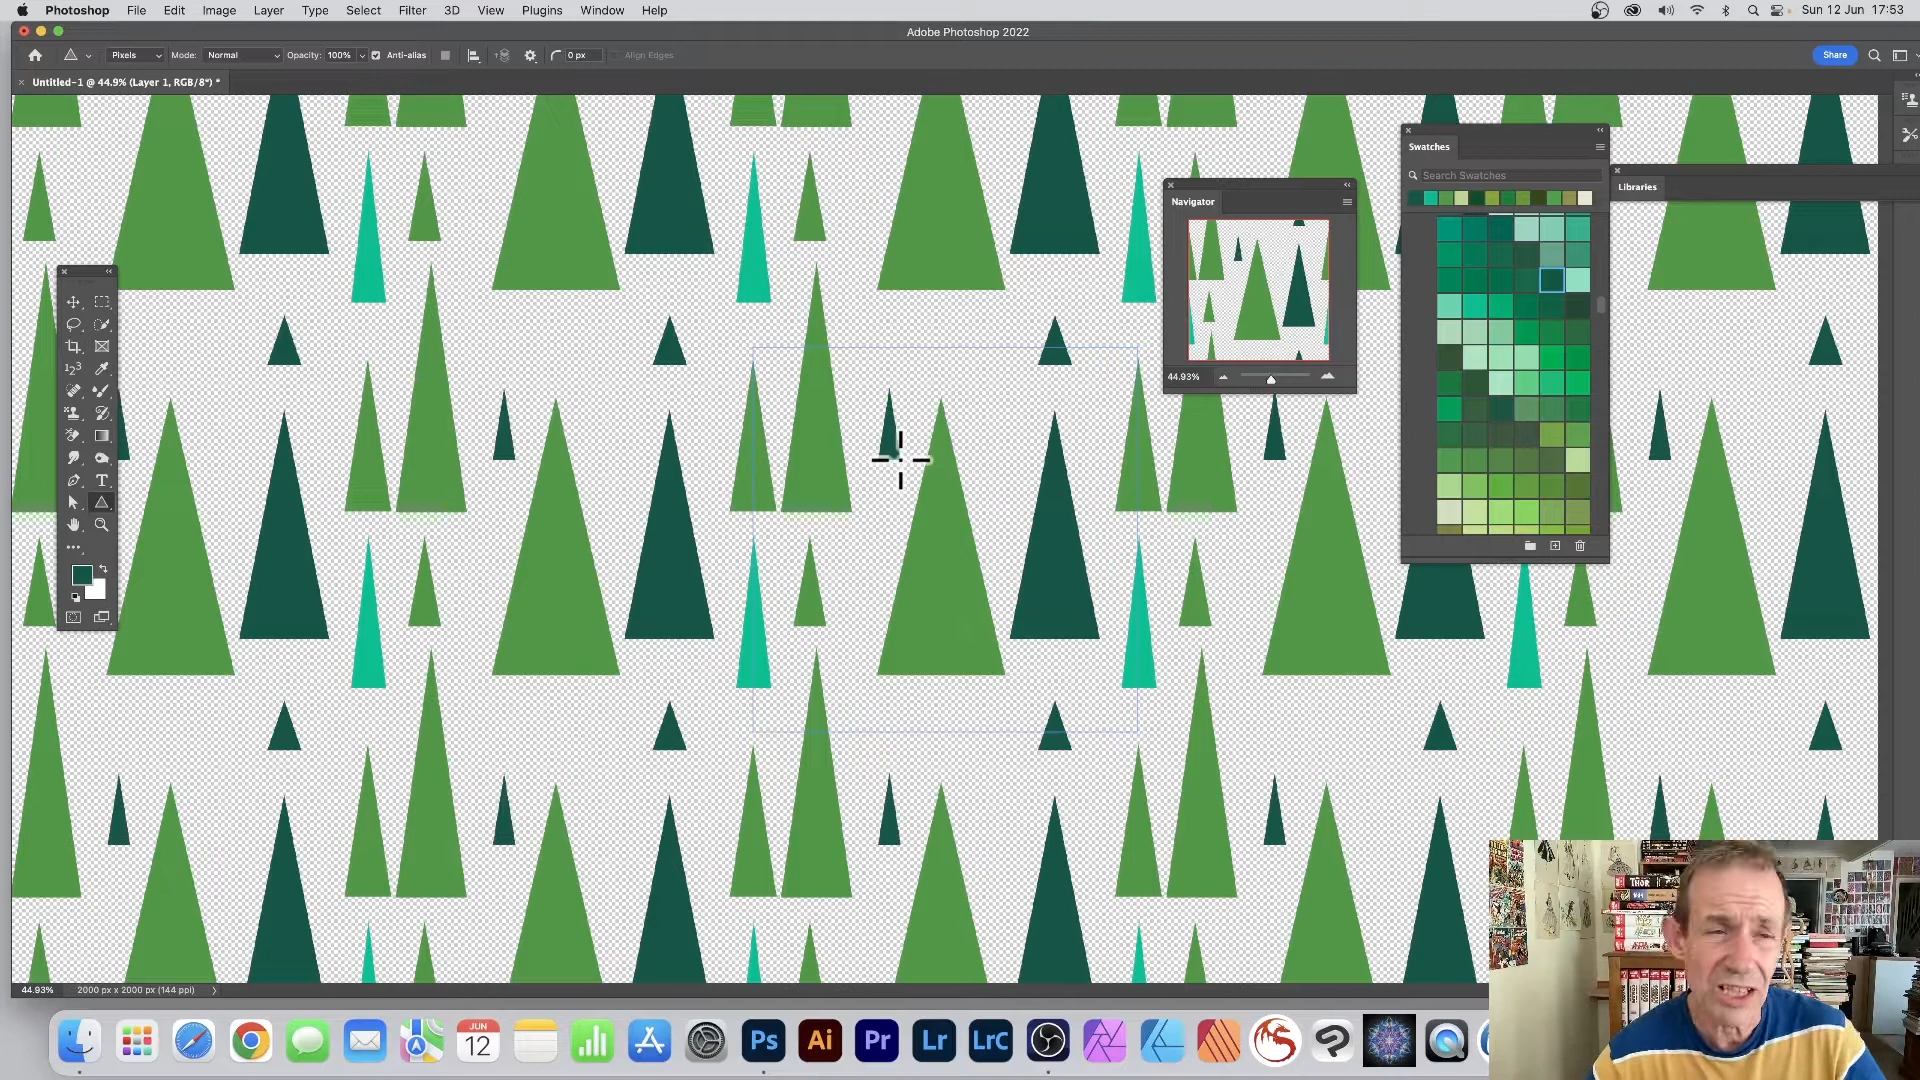 Photoshop File Edit Image Layer Type Select Filter 3D View Plugins Window Help Sun 12 Jun 17:53
Adobe Photoshop 2022
Pixels Mode: Normal Opacity: 100% Anti-alias 0 px Align Edges Share
Untitled-1 @ 44.9% (Layer 1, RGB/8*) *
Swatches
Search Swatches
Libraries
Navigator
44.93%
44.93% 2000 px x 2000 px (144 ppi)
THOR
JUN
12
Ps Ai Pr Lr LrC